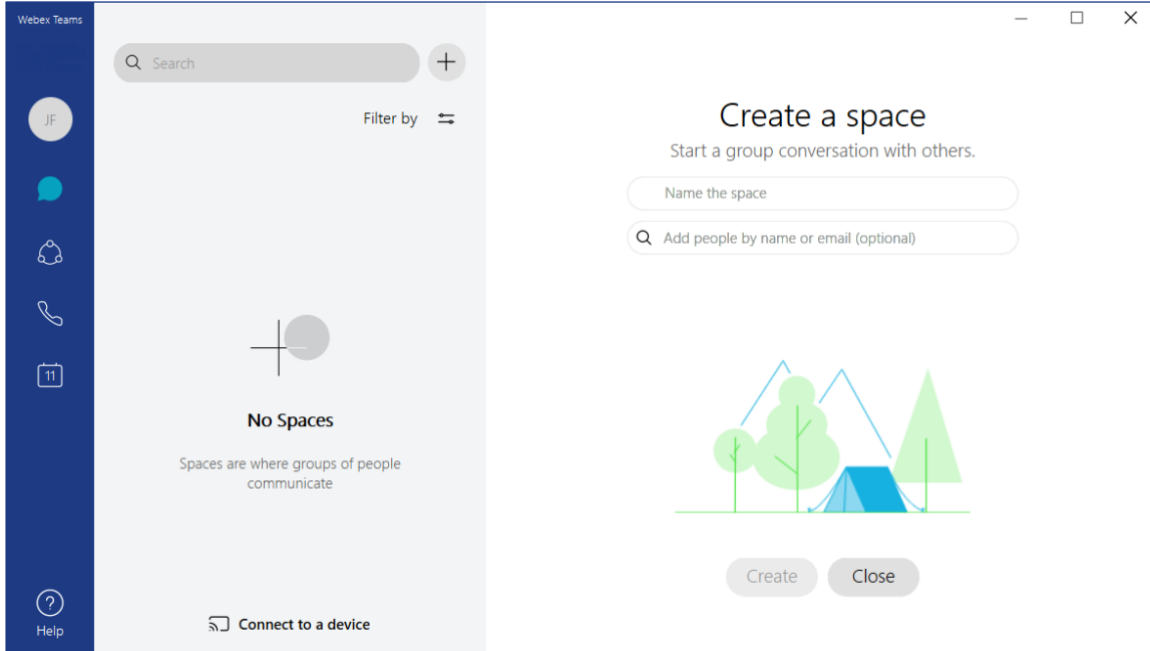 Webex Teams
JF
11
Help
Search
Filter by
No Spaces
Spaces are where groups of people
communicate
Connect to a device
Create a space
Start a group conversation with others.
Name the space
Add people by name or email (optional)
Create
Close